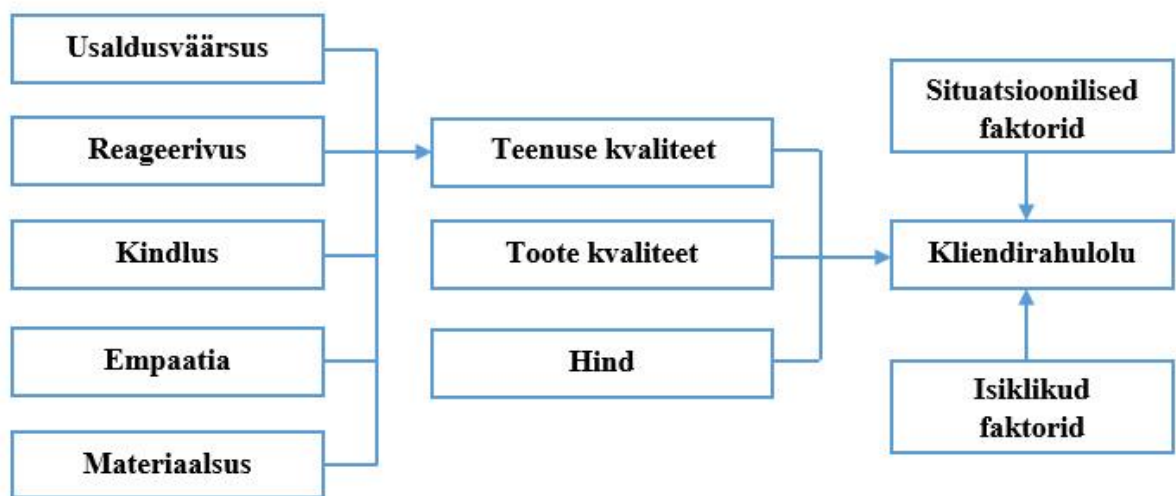 Usaldusväärsus
Reageerivus
Kindlus
Empaatia
Materiaalsus
Teenuse kvaliteet
Toote kvaliteet
Hind
Situatsioonilised
faktorid
Kliendirahulolu
Isiklikud
faktorid